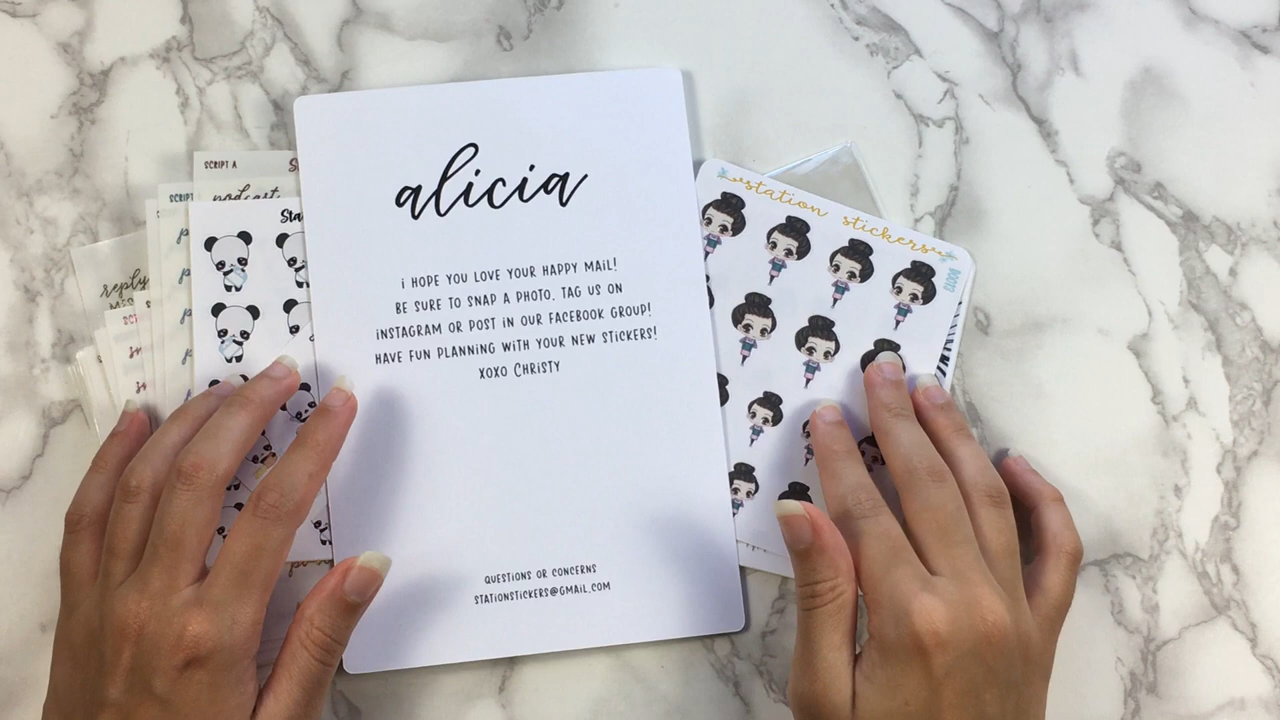 SCRIPT A
SCRIPT
podcast
Sta
reply
alicia
i HOPE YOU LOVE YOUR HAPPY MAiL!
BE SURE TO SNAP A PHOTO, TAG US ON
iNSTAGRAM OR POST iN OUR FACEBOOK GROUP!
HAVE FUN PLANNiNG WiTH YOUR NEW STiCKERS!
XOXO CHRiSTY
QUESTiONS OR CONCERNS
STATiONSTiCKERS@GMAiL.COM
station stickers